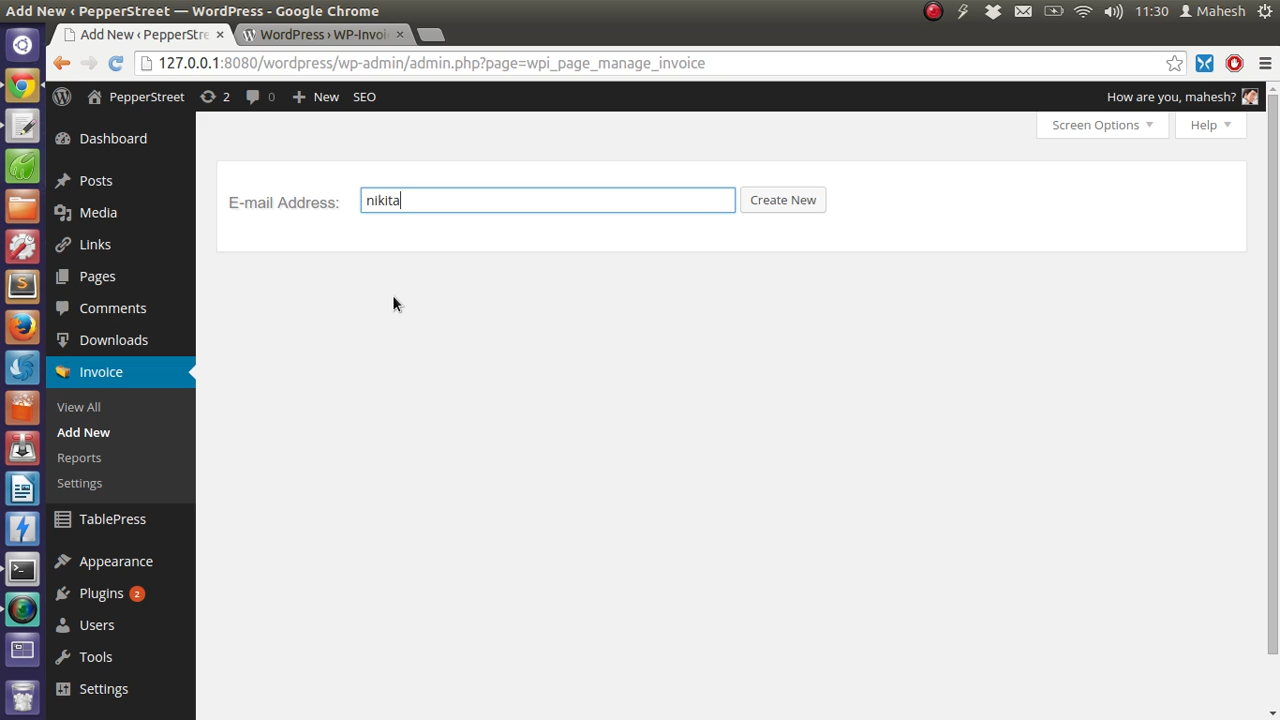 Add New ‹ PepperStreet — WordPress - Google Chrome
11:30
Mahesh
Add New ‹ PepperStre
WordPress › WP-Invoi
127.0.0.1:8080/wordpress/wp-admin/admin.php?page=wpi_page_manage_invoice
PepperStreet
2
0
New
SEO
How are you, mahesh?
Screen Options
Help
Dashboard
Posts
Media
Links
Pages
Comments
Downloads
Invoice
View All
Add New
Reports
Settings
TablePress
Appearance
Plugins 2
Users
Tools
Settings
E-mail Address:
nikita
Create New